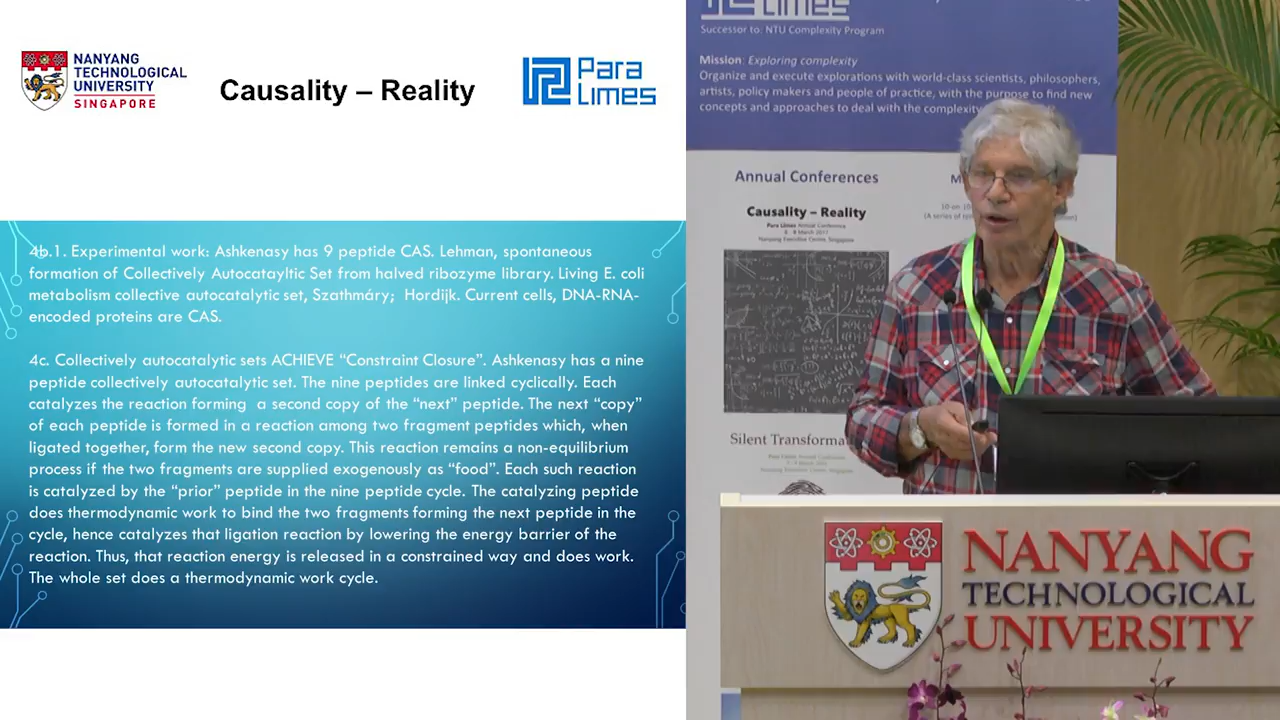 NANYANG
TECHNOLOGICAL
UNIVERSITY
SINGAPORE
Causality – Reality
Para
Limes
4b.1. Experimental work: Ashkenasy has 9 peptide CAS. Lehman, spontaneous
formation of Collectively Autocatayltic Set from halved ribozyme library. Living E. coli
metabolism collective autocatalytic set, Szathmáry; Hordijk. Current cells, DNA-RNA-
encoded proteins are CAS.
4c. Collectively autocatalytic sets ACHIEVE “Constraint Closure”. Ashkenasy has a nine
peptide collectively autocatalytic set. The nine peptides are linked cyclically. Each
catalyzes the reaction forming a second copy of the “next” peptide. The next “copy”
of each peptide is formed in a reaction among two fragment peptides which, when
ligated together, form the new second copy. This reaction remains a non-equilibrium
process if the two fragments are supplied exogenously as “food”. Each such reaction
is catalyzed by the “prior” peptide in the nine peptide cycle. The catalyzing peptide
does thermodynamic work to bind the two fragments forming the next peptide in the
cycle, hence catalyzes that ligation reaction by lowering the energy barrier of the
reaction. Thus, that reaction energy is released in a constrained way and does work.
The whole set does a thermodynamic work cycle.
Limes
Successor to: NTU Complexity Program
Mission: Exploring complexity
Organize and execute explorations with world-class scientists, philosophers,
artists, policy makers and people of practice, with the purpose to find new
concepts and approaches to deal with the complexity
Annual Conferences
Causality – Reality
Para Limes Annual Conference
Nanyang Executive Centre, Singapore
Silent Transforma
NANYANG
TECHNOLOGICAL
UNIVERSITY